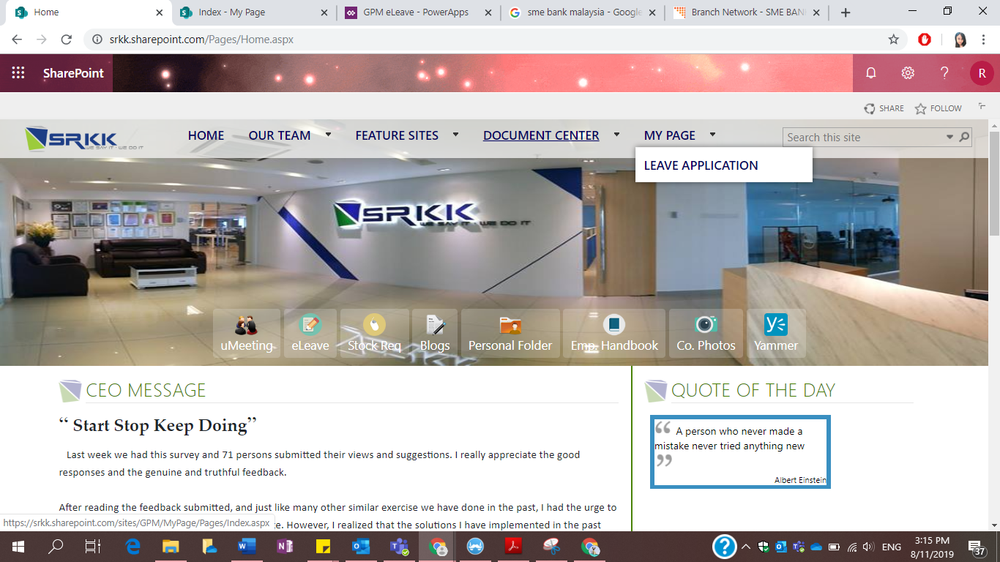 Home
Index - My Page
GPM eLeave - PowerApps
sme bank malaysia - Google
Branch Network - SME BAN
srkk.sharepoint.com/Pages/Home.aspx
SharePoint
R
SHARE
FOLLOW
SRKK
WE SAY IT - WE DO IT
HOME
OUR TEAM
FEATURE SITES
DOCUMENT CENTER
MY PAGE
Search this site
LEAVE APPLICATION
SRKK
WE SAY IT - WE DO IT
uMeeting
eLeave
Stock Req
Blogs
Personal Folder
Emp. Handbook
Co. Photos
Yammer
CEO MESSAGE
“ Start Stop Keep Doing”
Last week we had this survey and 71 persons submitted their views and suggestions. I really appreciate the good
responses and the genuine and truthful feedback.
After reading the feedback submitted, and just like many other similar exercise we have done in the past, I had the urge to
ce. However, I realized that the solutions I have implemented in the past
QUOTE OF THE DAY
“ A person who never made a
mistake never tried anything new
”
Albert Einstein
https://srkk.sharepoint.com/sites/GPM/MyPage/Pages/Index.aspx
ENG
3:15 PM
8/11/2019
37